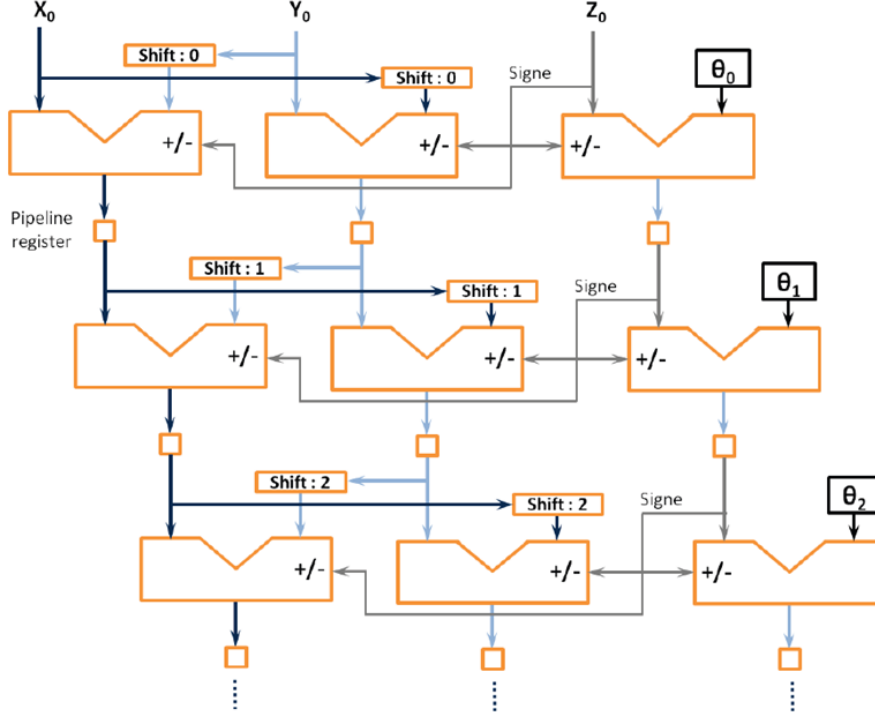 X₀
Y₀
Z₀
Shift : 0
Shift : 0
Signe
θ₀
+/-
+/-
+/-
Pipeline
register
Shift : 1
Shift : 1
Signe
θ₁
+/-
+/-
+/-
Shift : 2
Shift : 2
Signe
θ₂
+/-
+/-
+/-